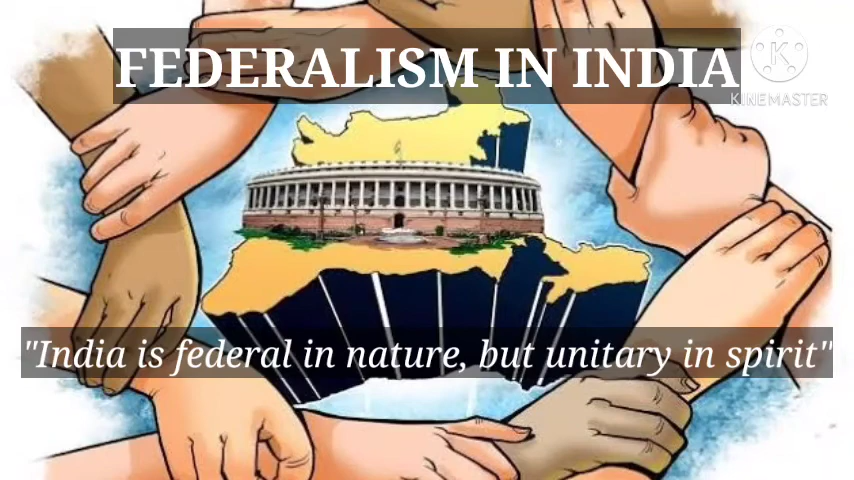 FEDERALISM IN INDIA
K
KINEMASTER
"India is federal in nature, but unitary in spirit"